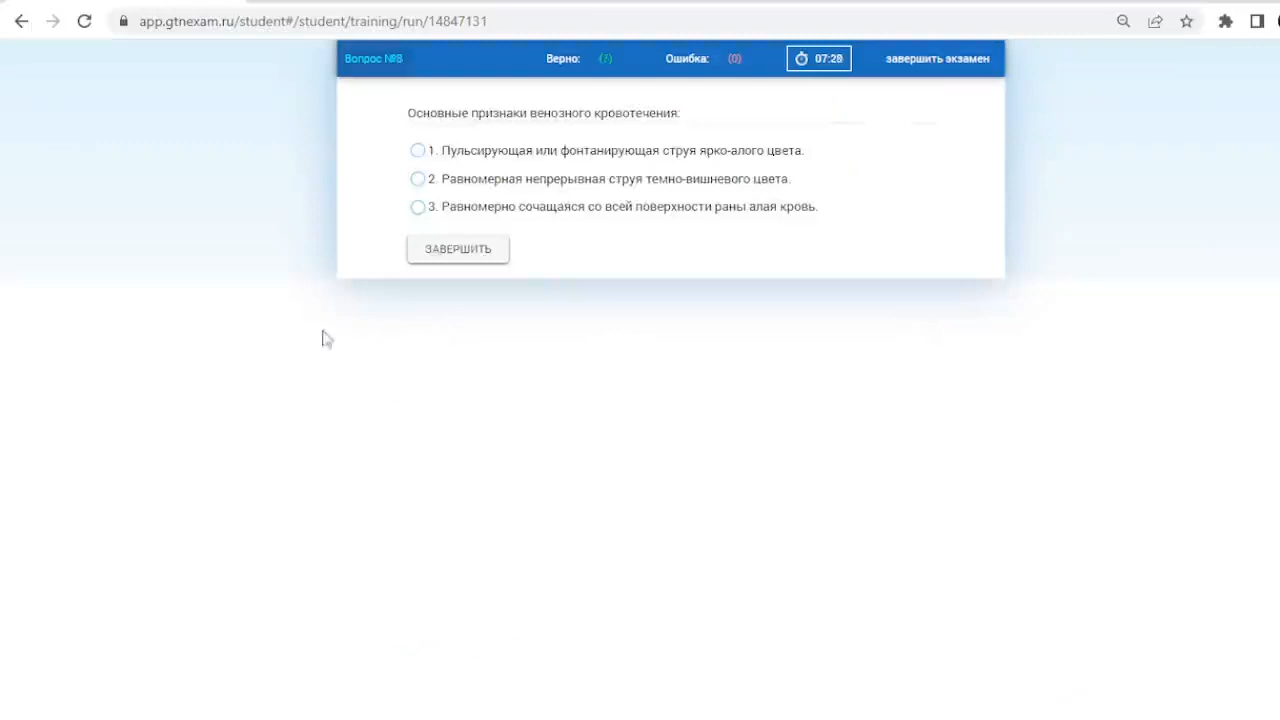 app.gtnexam.ru/student#/student/training/run/14847131
Вопрос №8 Верно: (7) Ошибка: (0) 07:28 завершить экзамен
Основные признаки венозного кровотечения:
1. Пульсирующая или фонтанирующая струя ярко-алого цвета.
2. Равномерная непрерывная струя темно-вишневого цвета.
3. Равномерно сочащаяся со всей поверхности раны алая кровь.
ЗАВЕРШИТЬ